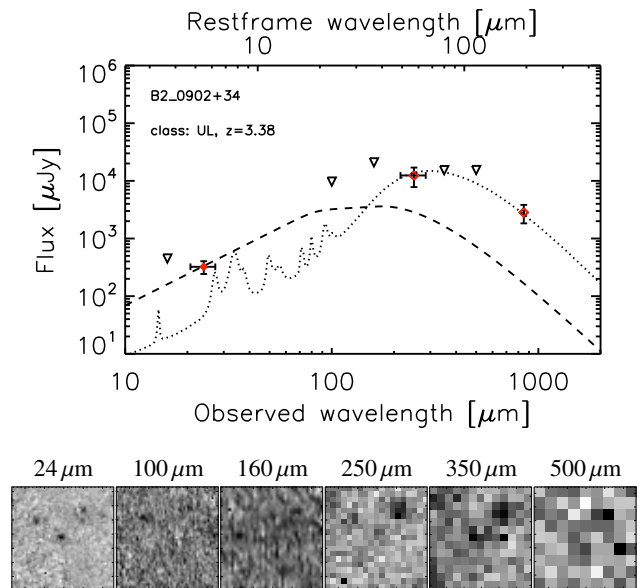 Restframe wavelength [μm]
10 100
10⁶
10⁵
10⁴
10³
10²
10¹
Flux [μJy]
B2_0902+34
class: UL, z=3.38
10 100 1000
Observed wavelength [μm]
24 μm 100 μm 160 μm 250 μm 350 μm 500 μm